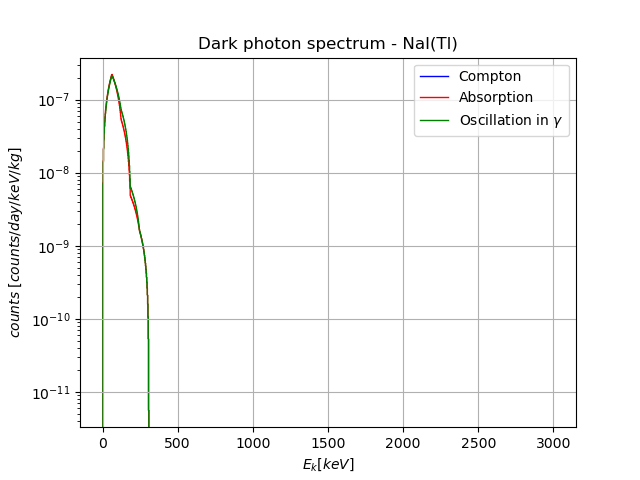 Dark photon spectrum - NaI(Tl)
Compton
Absorption
Oscillation in γ
counts [counts/day/keV/kg]
10⁻⁷
10⁻⁸
10⁻⁹
10⁻¹⁰
10⁻¹¹
0 500 1000 1500 2000 2500 3000
E_k[keV]